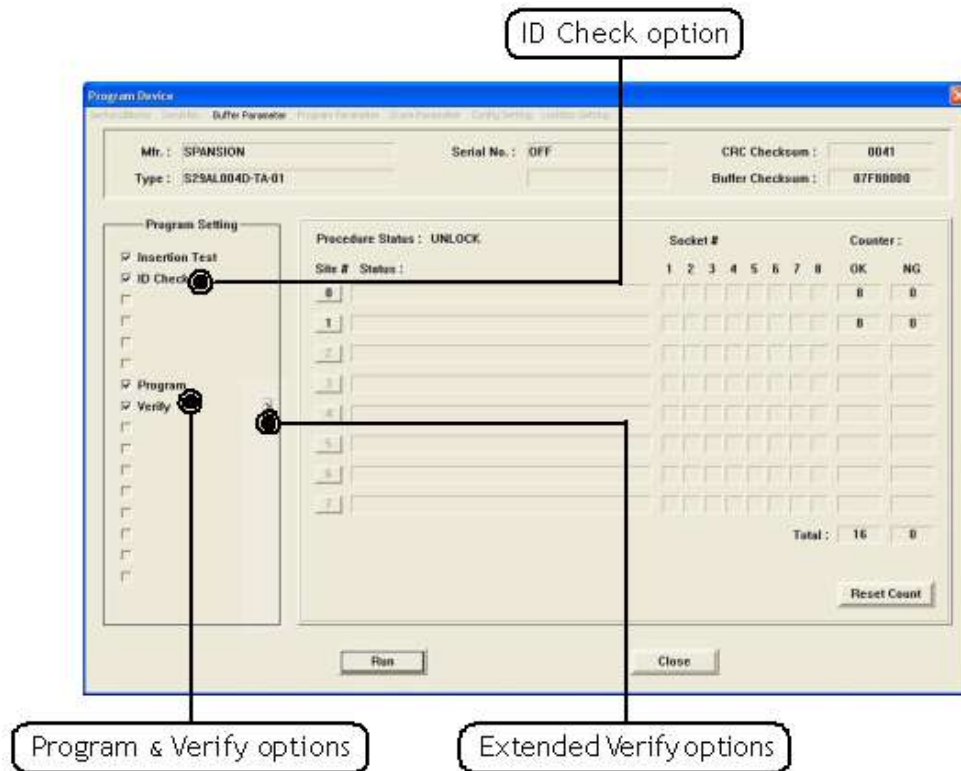 ID Check option
Program Device
Buffer Parameter
Mfr. : SPANSION
Serial No. : OFF
CRC Checksum : 0041
Type : S29AL004D-TA-01
Buffer Checksum : 07F80000
Program Setting
Insertion Test
ID Check
Program
Verify
Procedure Status : UNLOCK
Socket #
Counter :
Site # Status :
1 2 3 4 5 6 7 8
OK NG
0 8 0
1 8 0
2
3
4
5
6
7
Total : 16 0
Reset Count
Run
Close
Program & Verify options
Extended Verify options